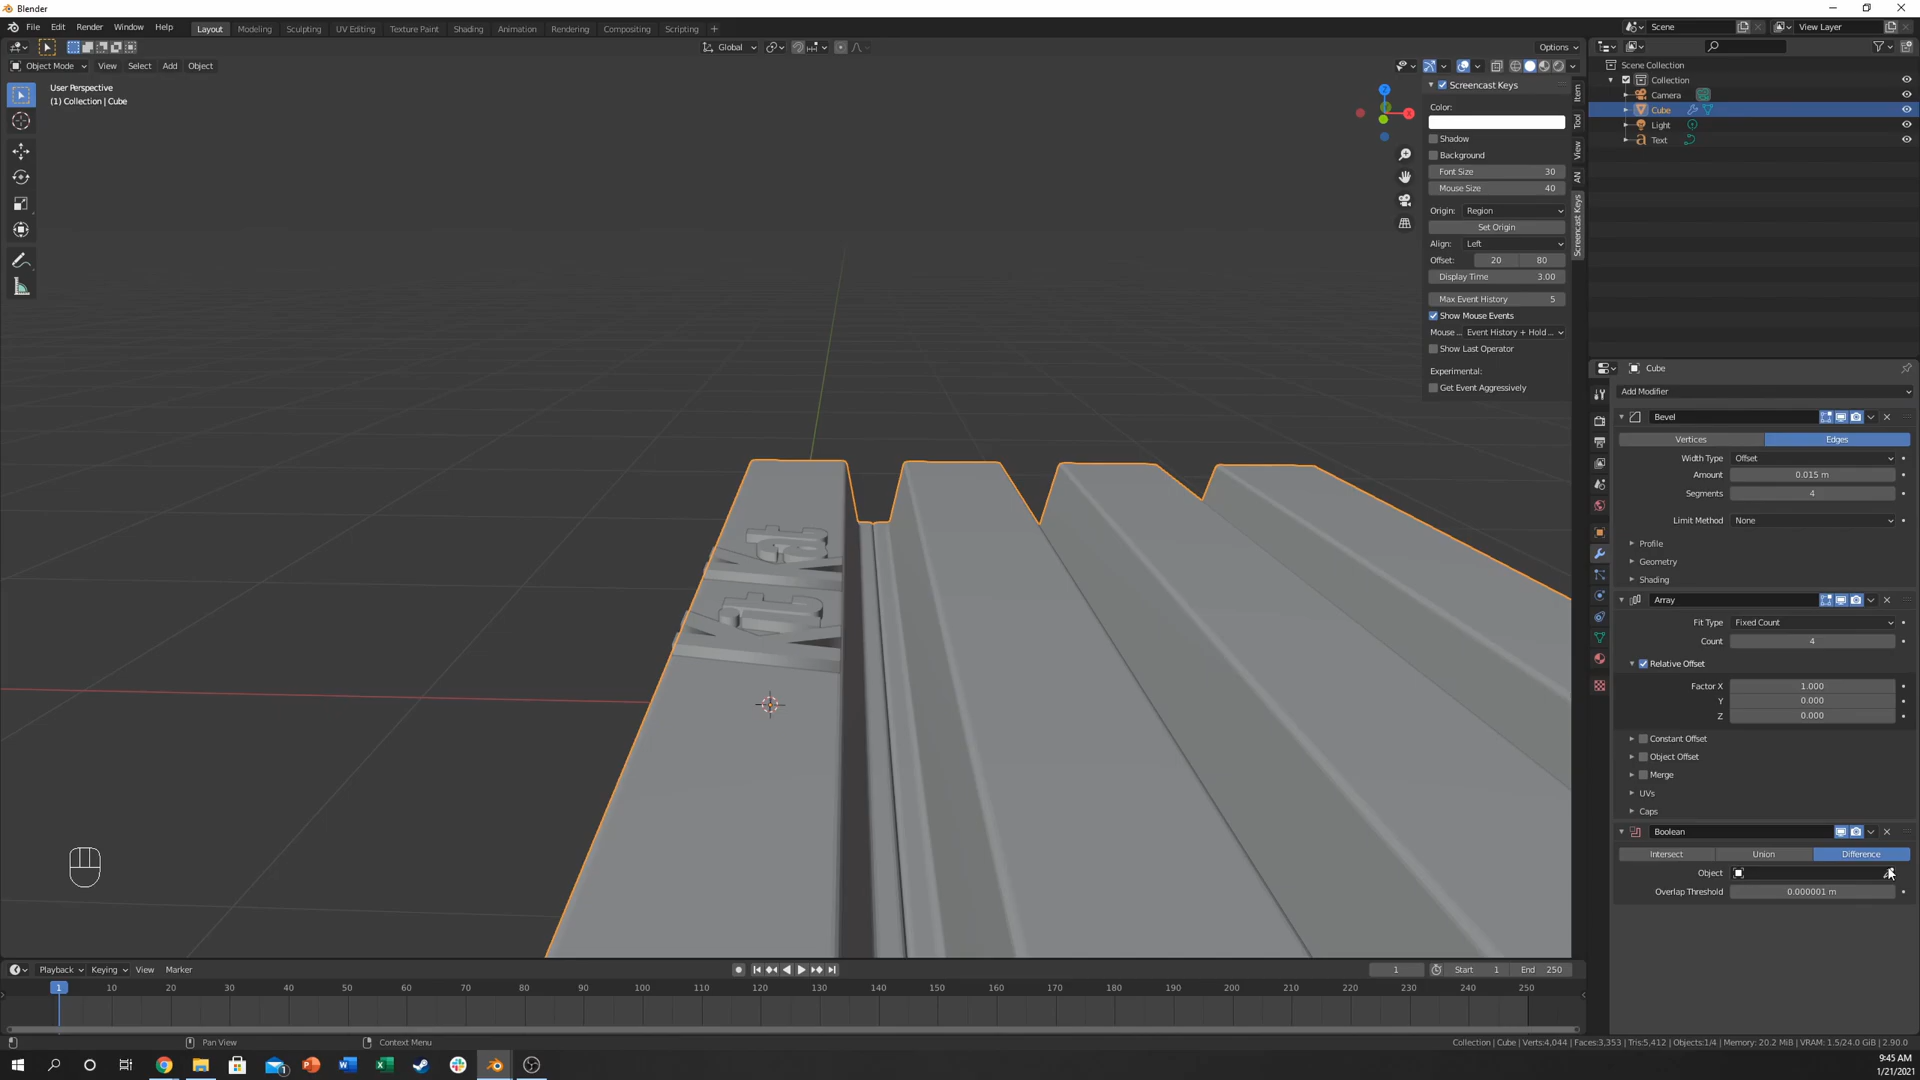 Blender
File Edit Render Window Help Layout Modeling Sculpting UV Editing Texture Paint Shading Animation Rendering Compositing Scripting + Scene View Layer
Global Options
Object Mode View Select Add Object
User Perspective
(1) Collection | Cube
Z
X
Screencast Keys
Color:
Shadow
Background
Font Size 30
Mouse Size 40
Origin: Region
Set Origin
Align: Left
Offset: 20 80
Display Time 3.00
Max Event History 5
Show Mouse Events
Mouse ... Event History + Hold ...
Show Last Operator
Experimental:
Get Event Aggressively
Item
Tool
View
AN
Screencast Keys
Scene Collection
Collection
Camera
Cube
Light
Text
Cube
Add Modifier
Bevel
Vertices Edges
Width Type Offset
Amount 0.015 m
Segments 4
Limit Method None
Profile
Geometry
Shading
Array
Fit Type Fixed Count
Count 4
Relative Offset
Factor X 1.000
Y 0.000
Z 0.000
Constant Offset
Object Offset
Merge
UVs
Caps
Boolean
Intersect Union Difference
Object
Overlap Threshold 0.000001 m
Playback Keying View Marker 1 Start 1 End 250
1 10 20 30 40 50 60 70 80 90 100 110 120 130 140 150 160 170 180 190 200 210 220 230 240 250
Pan View Context Menu Collection | Cube | Verts:4,044 | Faces:3,353 | Tris:5,412 | Objects:1/4 | Memory: 20.2 MiB | VRAM: 1.5/24.0 GiB | 2.90.0
9:45 AM
1/21/2021